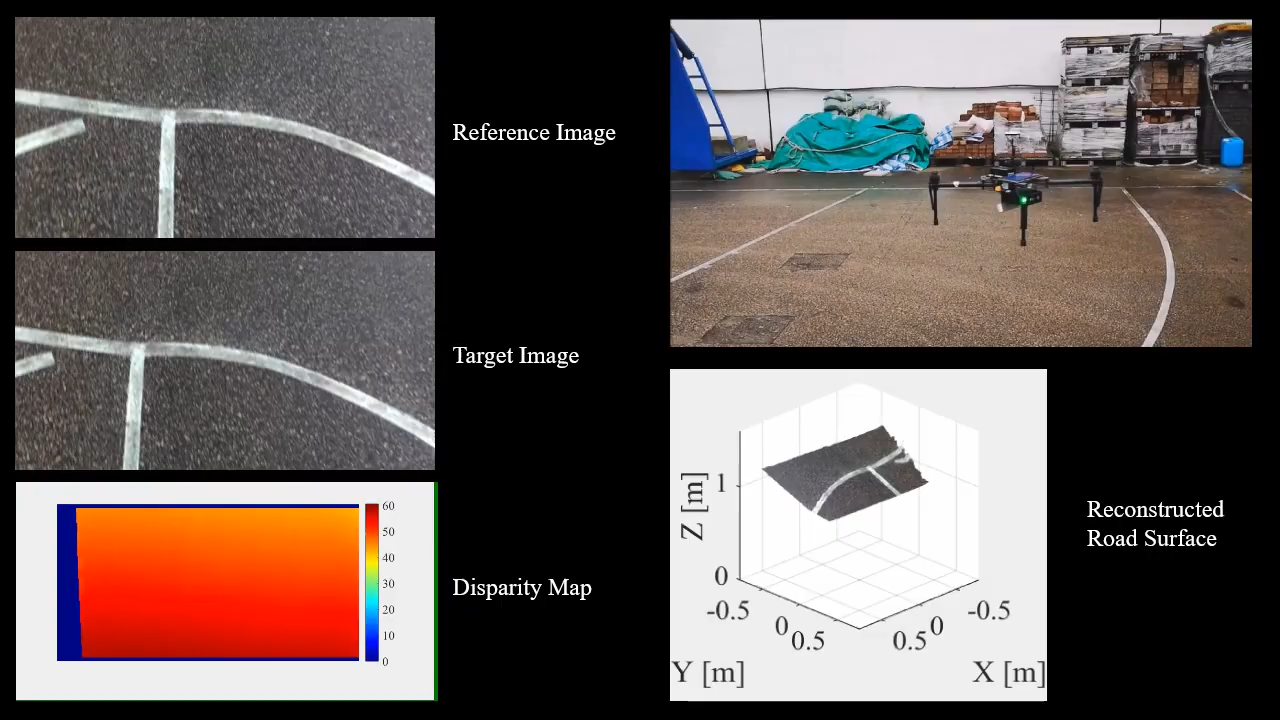 Reference Image
Target Image
60
50
40
30
20
10
0
Disparity Map
1
Z [m]
0
-0.5
0
0.5
-0.5
0
0.5
Y [m]
X [m]
Reconstructed
Road Surface